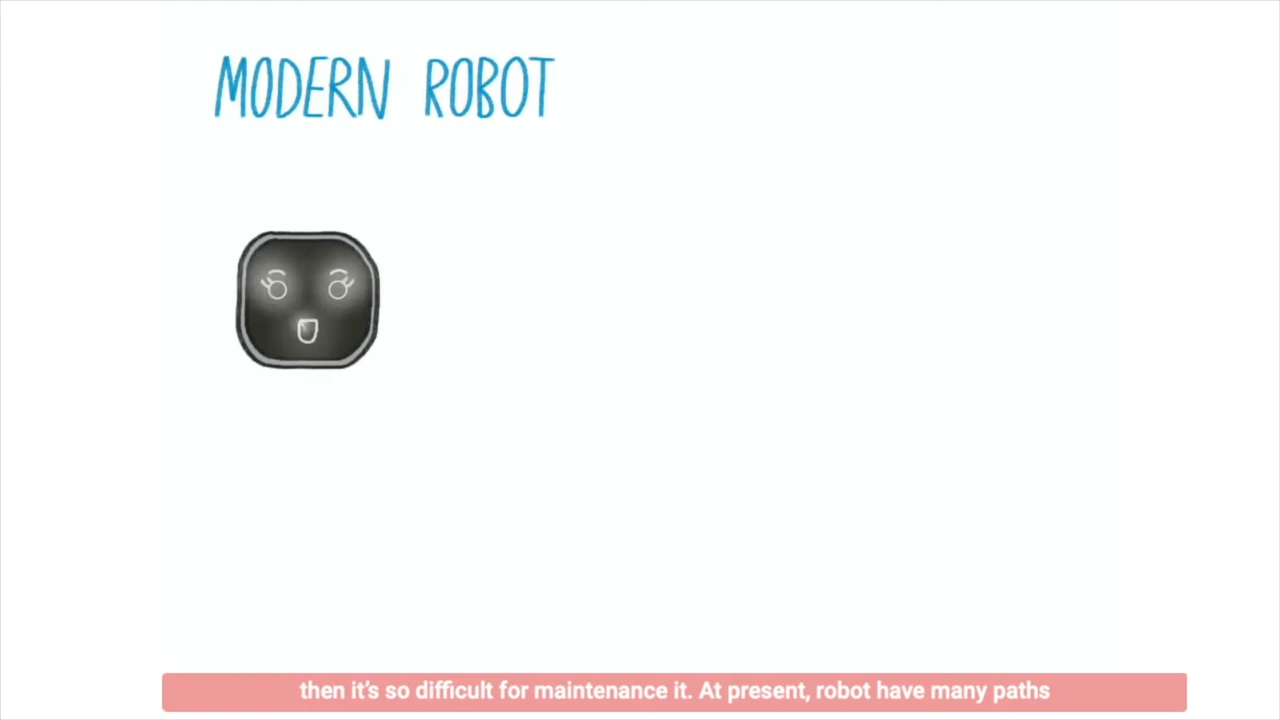 MODERN ROBOT
then it's so difficult for maintenance it. At present, robot have many paths